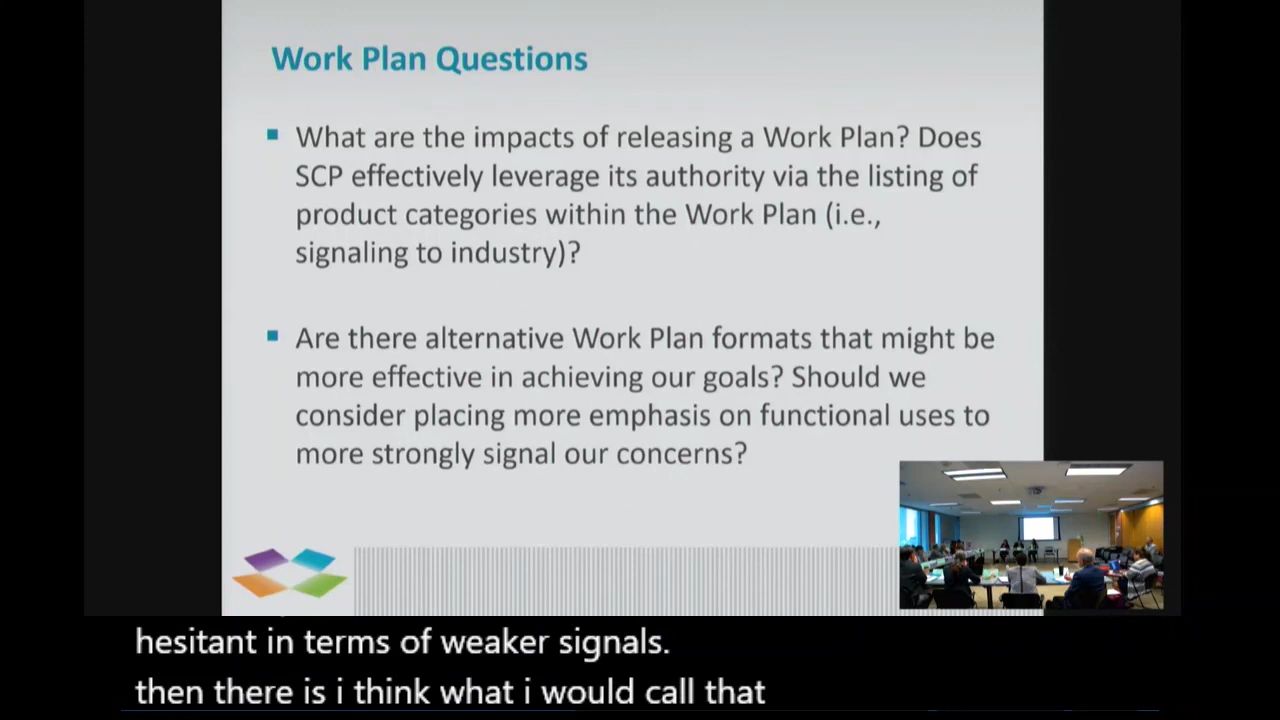 Work Plan Questions
What are the impacts of releasing a Work Plan? Does
SCP effectively leverage its authority via the listing of
product categories within the Work Plan (i.e.,
signaling to industry)?
Are there alternative Work Plan formats that might be
more effective in achieving our goals? Should we
consider placing more emphasis on functional uses to
more strongly signal our concerns?
hesitant in terms of weaker signals.
then there is i think what i would call that